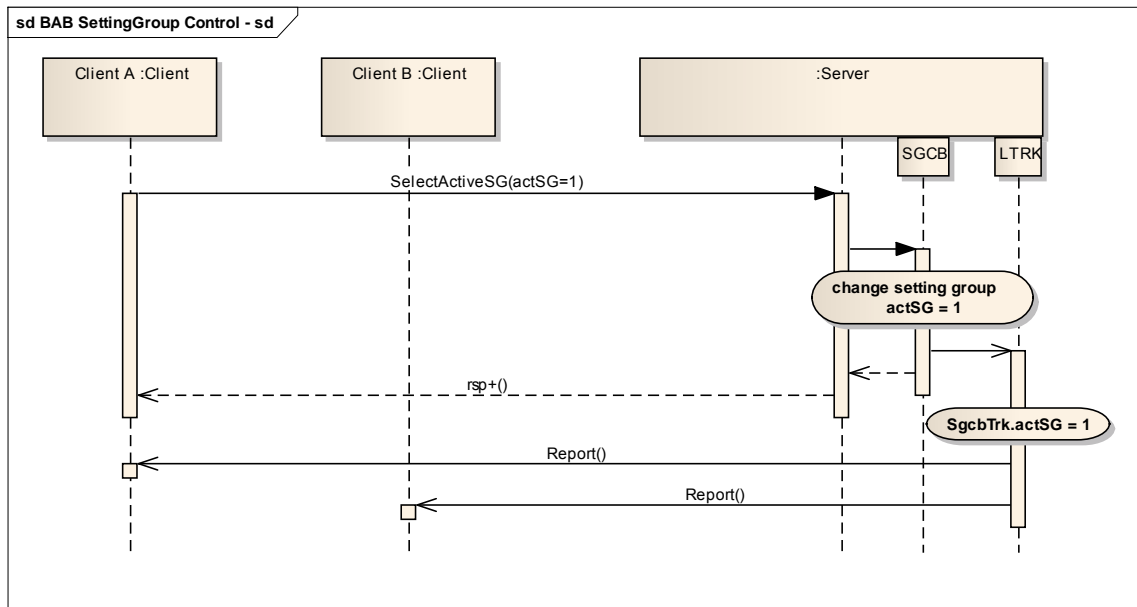 sd BAB SettingGroup Control - sd
Client A :Client
Client B :Client
:Server
SGCB
LTRK
SelectActiveSG(actSG=1)
change setting group
actSG = 1
rsp+()
SgcbTrk.actSG = 1
Report()
Report()